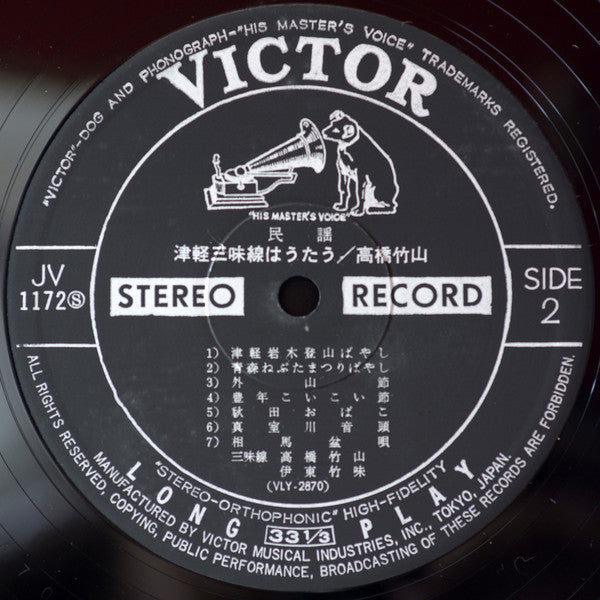 "VICTOR"-DOG AND PHONOGRAPH-"HIS MASTER'S VOICE" TRADEMARKS REGISTERED.
VICTOR
"HIS MASTER'S VOICE"
民謡
津軽三味線はうたう/高橋竹山
JV
1172Ⓢ
STEREO
RECORD
SIDE
2
1) 津軽岩木登山ばやし
2) 青森ねぶたまつりばやし
3) 外山節
4) 豊年こいこい節
5) 秋田おばこ
6) 真室川音頭
7) 相馬盆唄
三味線 高橋竹山
伊東竹味
(VLY-2870)
"STEREO-ORTHOPHONIC" HIGH-FIDELITY
LONG 33 1/3 PLAY
MANUFACTURED BY VICTOR MUSICAL INDUSTRIES, INC., TOKYO, JAPAN.
ALL RIGHTS RESERVED, COPYING, PUBLIC PERFORMANCE, BROADCASTING OF THESE RECORDS ARE FORBIDDEN.